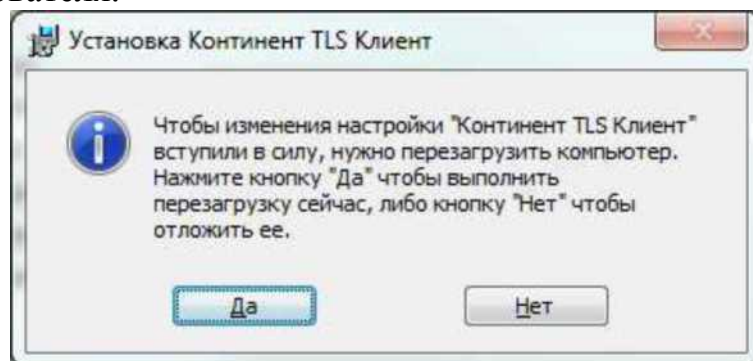 Установка Континент TLS Клиент
Чтобы изменения настройки "Континент TLS Клиент"
вступили в силу, нужно перезагрузить компьютер.
Нажмите кнопку "Да" чтобы выполнить
перезагрузку сейчас, либо кнопку "Нет" чтобы
отложить ее.
Да
Нет